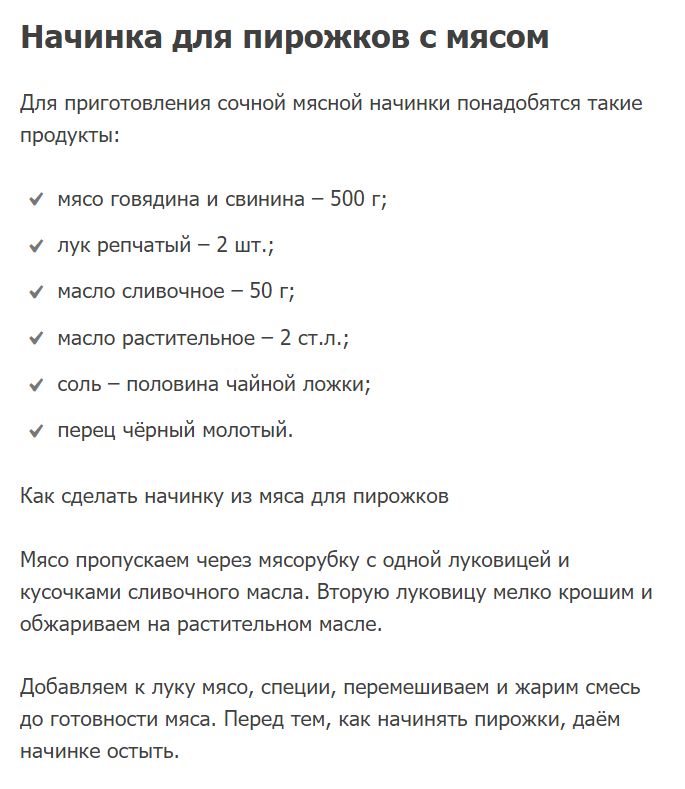 Начинка для пирожков с мясом
Для приготовления сочной мясной начинки понадобятся такие
продукты:
мясо говядина и свинина – 500 г;
лук репчатый – 2 шт.;
масло сливочное – 50 г;
масло растительное – 2 ст.л.;
соль – половина чайной ложки;
перец чёрный молотый.
Как сделать начинку из мяса для пирожков
Мясо пропускаем через мясорубку с одной луковицей и
кусочками сливочного масла. Вторую луковицу мелко крошим и
обжариваем на растительном масле.
Добавляем к луку мясо, специи, перемешиваем и жарим смесь
до готовности мяса. Перед тем, как начинять пирожки, даём
начинке остыть.